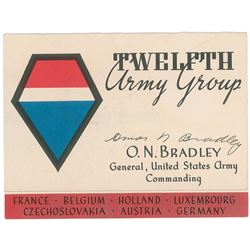 TWELFTH
Army Group
Omar N Bradley
O. N. BRADLEY
General, United States Army
Commanding
FRANCE · BELGIUM · HOLLAND · LUXEMBOURG
CZECHOSLOVAKIA · AUSTRIA · GERMANY